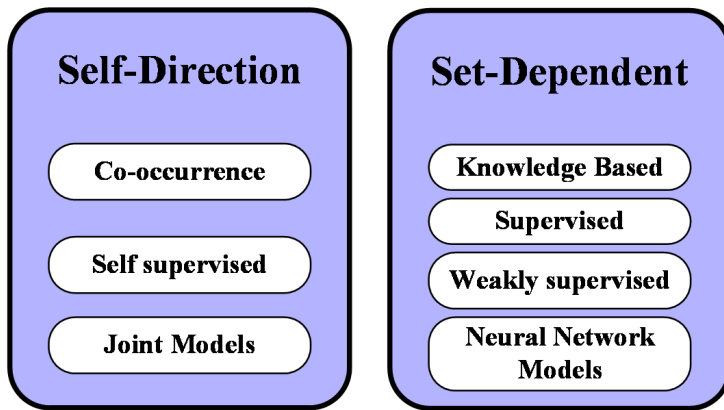 Self-Direction
Co-occurrence
Self supervised
Joint Models
Set-Dependent
Knowledge Based
Supervised
Weakly supervised
Neural Network
Models